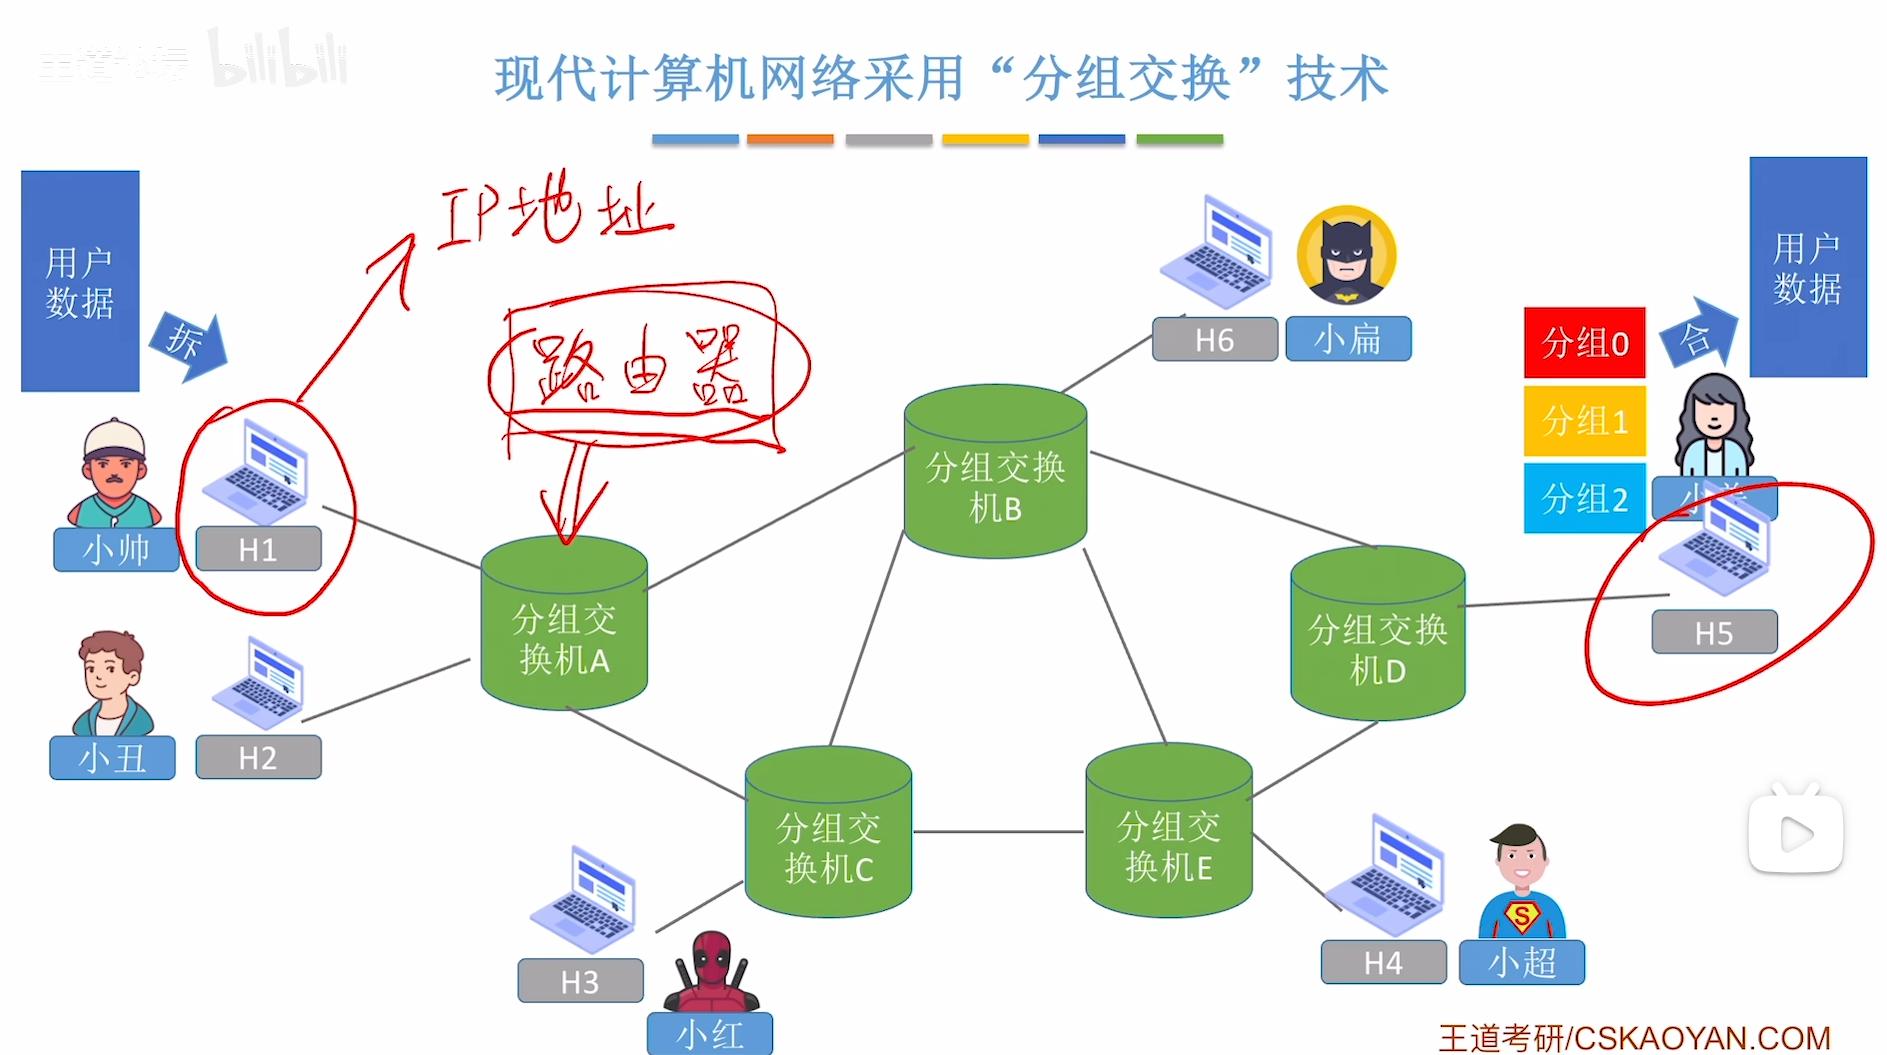 王道论坛 bilibili
现代计算机网络采用“分组交换”技术
用户
数据
拆
IP地址
路由器
小帅
H1
小丑
H2
分组交
换机A
分组交换
机B
H6
小扁
分组交
换机C
H3
小红
分组交
换机E
分组交换
机D
H4
小超
S
分组0
分组1
分组2
合
用户
数据
H5
王道考研/CSKAOYAN.COM